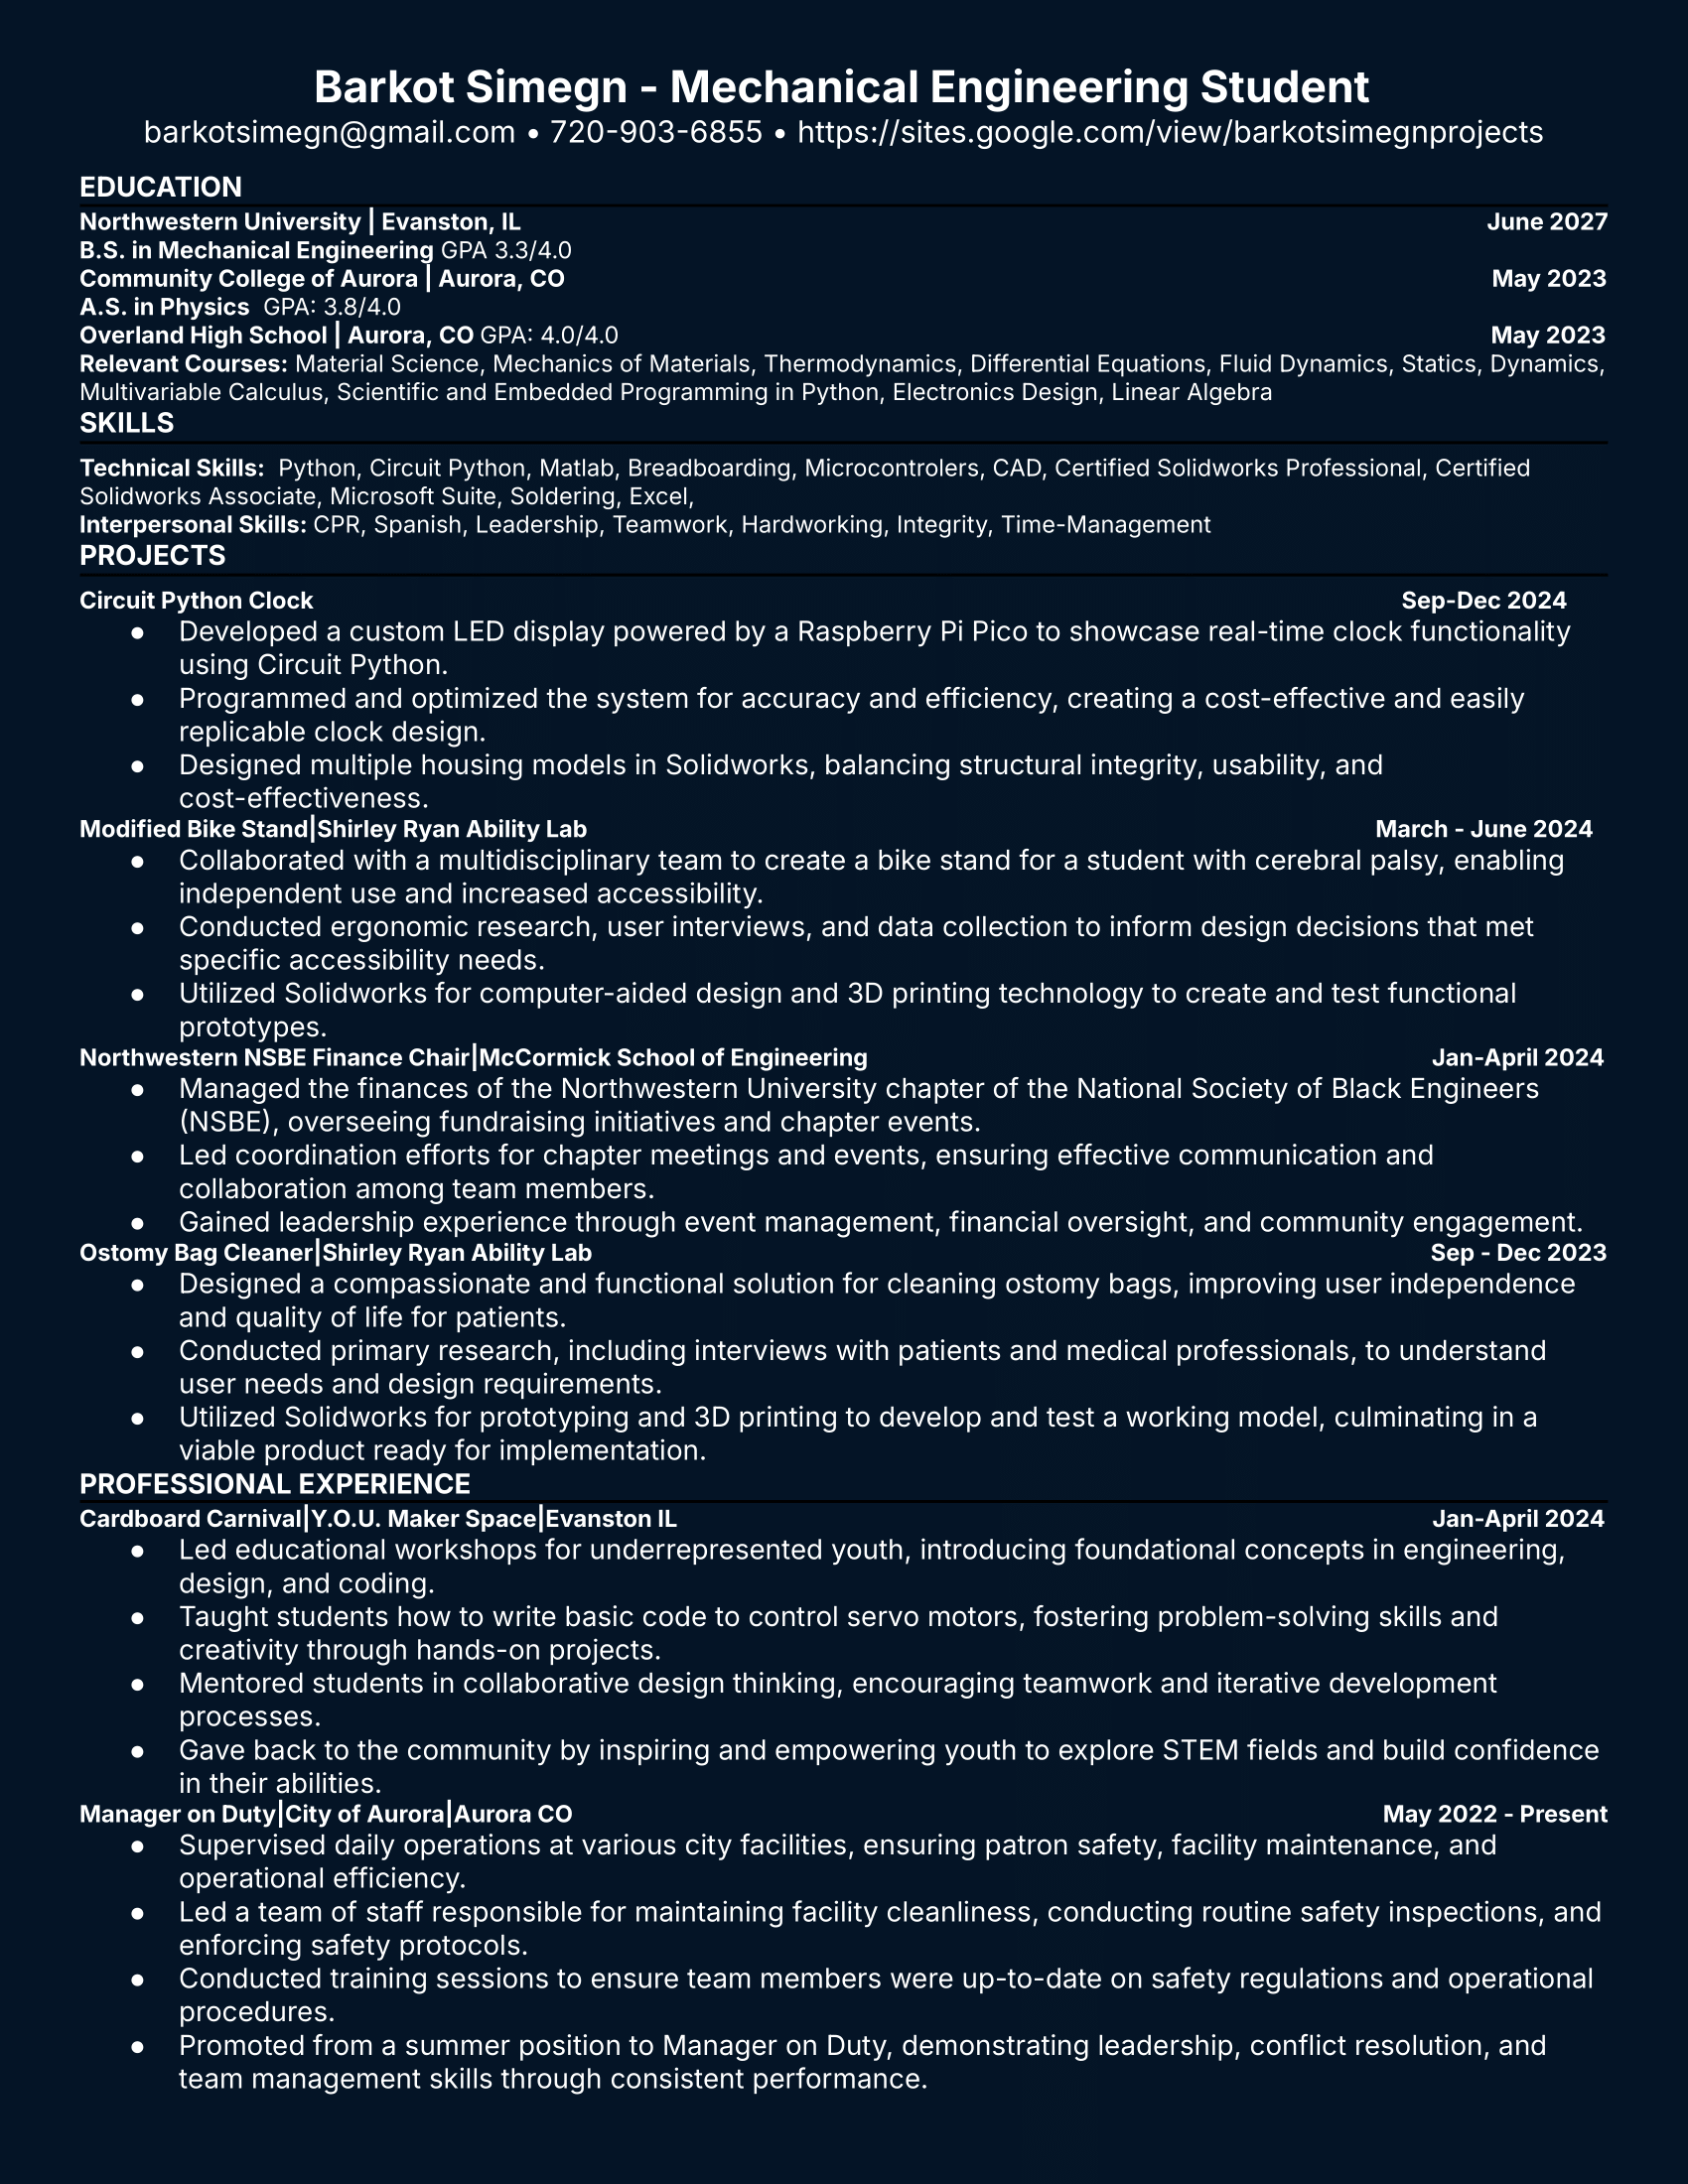 Barkot Simegn - Mechanical Engineering Student
barkotsimegn@gmail.com • 720-903-6855 • https://sites.google.com/view/barkotsimegnprojects
EDUCATION
Northwestern University | Evanston, IL June 2027
B.S. in Mechanical Engineering GPA 3.3/4.0
Community College of Aurora | Aurora, CO May 2023
A.S. in Physics GPA: 3.8/4.0
Overland High School | Aurora, CO GPA: 4.0/4.0 May 2023
Relevant Courses: Material Science, Mechanics of Materials, Thermodynamics, Differential Equations, Fluid Dynamics, Statics, Dynamics,
Multivariable Calculus, Scientific and Embedded Programming in Python, Electronics Design, Linear Algebra
SKILLS
Technical Skills: Python, Circuit Python, Matlab, Breadboarding, Microcontrolers, CAD, Certified Solidworks Professional, Certified
Solidworks Associate, Microsoft Suite, Soldering, Excel,
Interpersonal Skills: CPR, Spanish, Leadership, Teamwork, Hardworking, Integrity, Time-Management
PROJECTS
Circuit Python Clock Sep-Dec 2024
● Developed a custom LED display powered by a Raspberry Pi Pico to showcase real-time clock functionality
using Circuit Python.
● Programmed and optimized the system for accuracy and efficiency, creating a cost-effective and easily
replicable clock design.
● Designed multiple housing models in Solidworks, balancing structural integrity, usability, and
cost-effectiveness.
Modified Bike Stand|Shirley Ryan Ability Lab March - June 2024
● Collaborated with a multidisciplinary team to create a bike stand for a student with cerebral palsy, enabling
independent use and increased accessibility.
● Conducted ergonomic research, user interviews, and data collection to inform design decisions that met
specific accessibility needs.
● Utilized Solidworks for computer-aided design and 3D printing technology to create and test functional
prototypes.
Northwestern NSBE Finance Chair|McCormick School of Engineering Jan-April 2024
● Managed the finances of the Northwestern University chapter of the National Society of Black Engineers
(NSBE), overseeing fundraising initiatives and chapter events.
● Led coordination efforts for chapter meetings and events, ensuring effective communication and
collaboration among team members.
● Gained leadership experience through event management, financial oversight, and community engagement.
Ostomy Bag Cleaner|Shirley Ryan Ability Lab Sep - Dec 2023
● Designed a compassionate and functional solution for cleaning ostomy bags, improving user independence
and quality of life for patients.
● Conducted primary research, including interviews with patients and medical professionals, to understand
user needs and design requirements.
● Utilized Solidworks for prototyping and 3D printing to develop and test a working model, culminating in a
viable product ready for implementation.
PROFESSIONAL EXPERIENCE
Cardboard Carnival|Y.O.U. Maker Space|Evanston IL Jan-April 2024
● Led educational workshops for underrepresented youth, introducing foundational concepts in engineering,
design, and coding.
● Taught students how to write basic code to control servo motors, fostering problem-solving skills and
creativity through hands-on projects.
● Mentored students in collaborative design thinking, encouraging teamwork and iterative development
processes.
● Gave back to the community by inspiring and empowering youth to explore STEM fields and build confidence
in their abilities.
Manager on Duty|City of Aurora|Aurora CO May 2022 - Present
● Supervised daily operations at various city facilities, ensuring patron safety, facility maintenance, and
operational efficiency.
● Led a team of staff responsible for maintaining facility cleanliness, conducting routine safety inspections, and
enforcing safety protocols.
● Conducted training sessions to ensure team members were up-to-date on safety regulations and operational
procedures.
● Promoted from a summer position to Manager on Duty, demonstrating leadership, conflict resolution, and
team management skills through consistent performance.